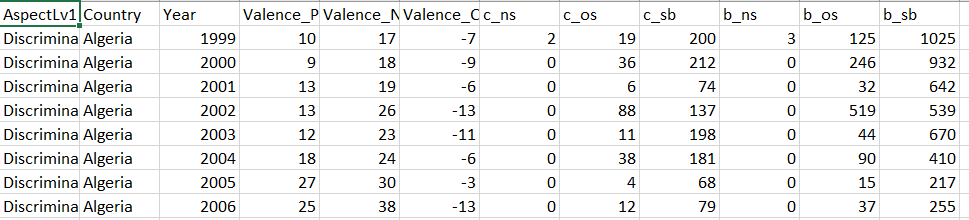 AspectLv1 Country Year Valence_P Valence_N Valence_C c_ns c_os c_sb b_ns b_os b_sb
Discrimina Algeria 1999 10 17 -7 2 19 200 3 125 1025
Discrimina Algeria 2000 9 18 -9 0 36 212 0 246 932
Discrimina Algeria 2001 13 19 -6 0 6 74 0 32 642
Discrimina Algeria 2002 13 26 -13 0 88 137 0 519 539
Discrimina Algeria 2003 12 23 -11 0 11 198 0 44 670
Discrimina Algeria 2004 18 24 -6 0 38 181 0 90 410
Discrimina Algeria 2005 27 30 -3 0 4 68 0 15 217
Discrimina Algeria 2006 25 38 -13 0 12 79 0 37 255